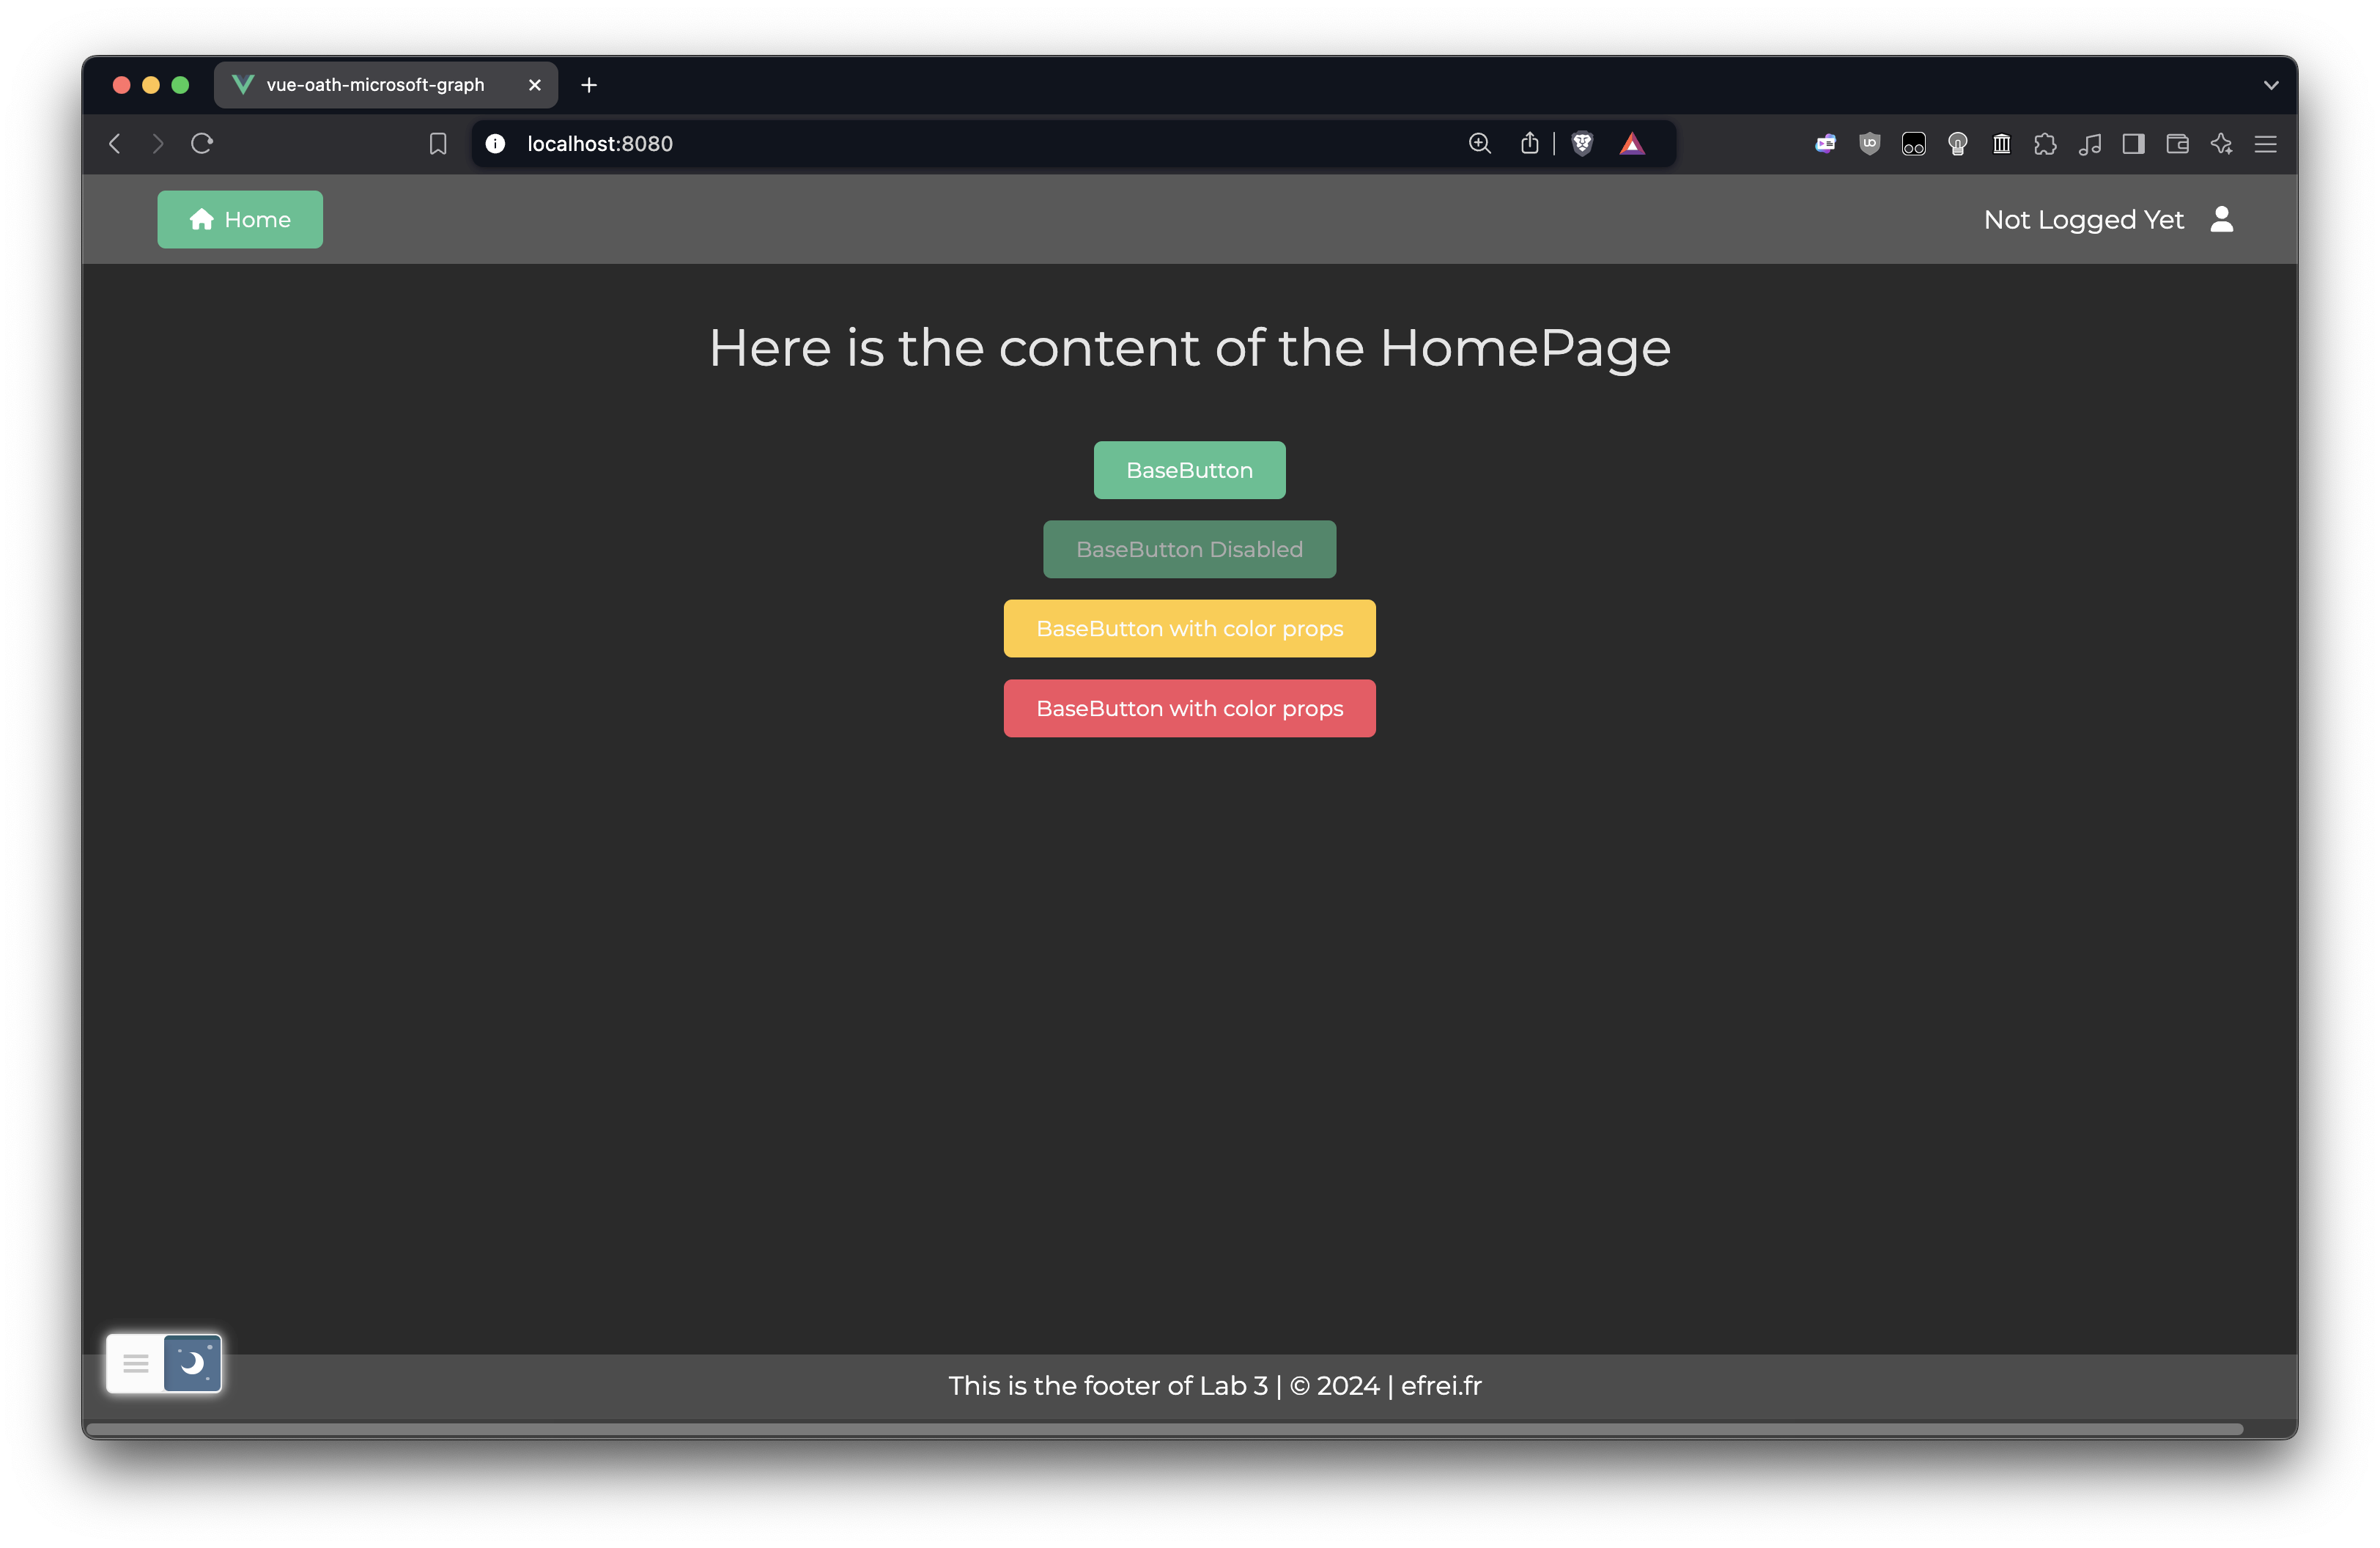 vue-oath-microsoft-graph
localhost:8080
Home
Not Logged Yet
Here is the content of the HomePage
BaseButton
BaseButton Disabled
BaseButton with color props
BaseButton with color props
This is the footer of Lab 3 | © 2024 | efrei.fr